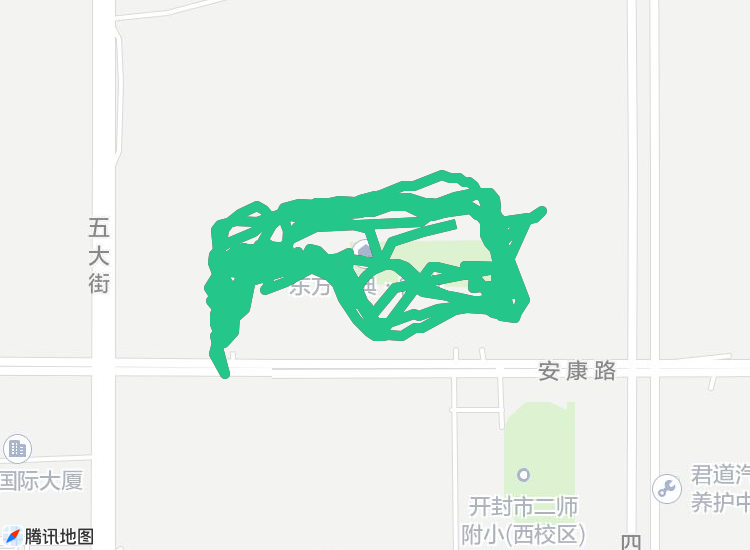 五大街
东方
典
安康路
国际大厦
君道汽
养护中
开封市二师
附小(西校区)
四
腾讯地图